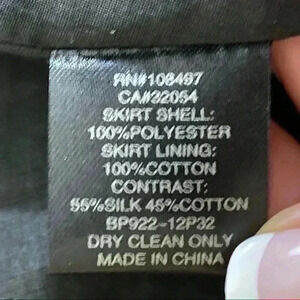 RN#108497
CA#32054
SKIRT SHELL:
100%POLYESTER
SKIRT LINING:
100%COTTON
CONTRAST:
55%SILK 45%COTTON
BP922-12P32
DRY CLEAN ONLY
MADE IN CHINA